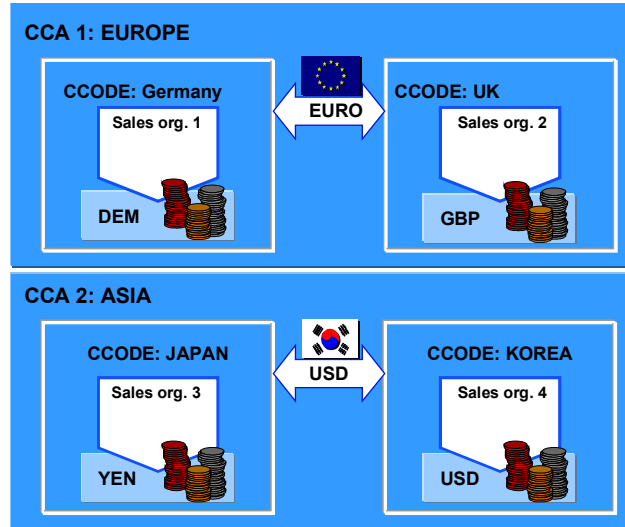 CCA 1: EUROPE
CCODE: Germany
EURO
CCODE: UK
Sales org. 1
Sales org. 2
DEM
GBP
CCA 2: ASIA
CCODE: JAPAN
USD
CCODE: KOREA
Sales org. 3
Sales org. 4
YEN
USD